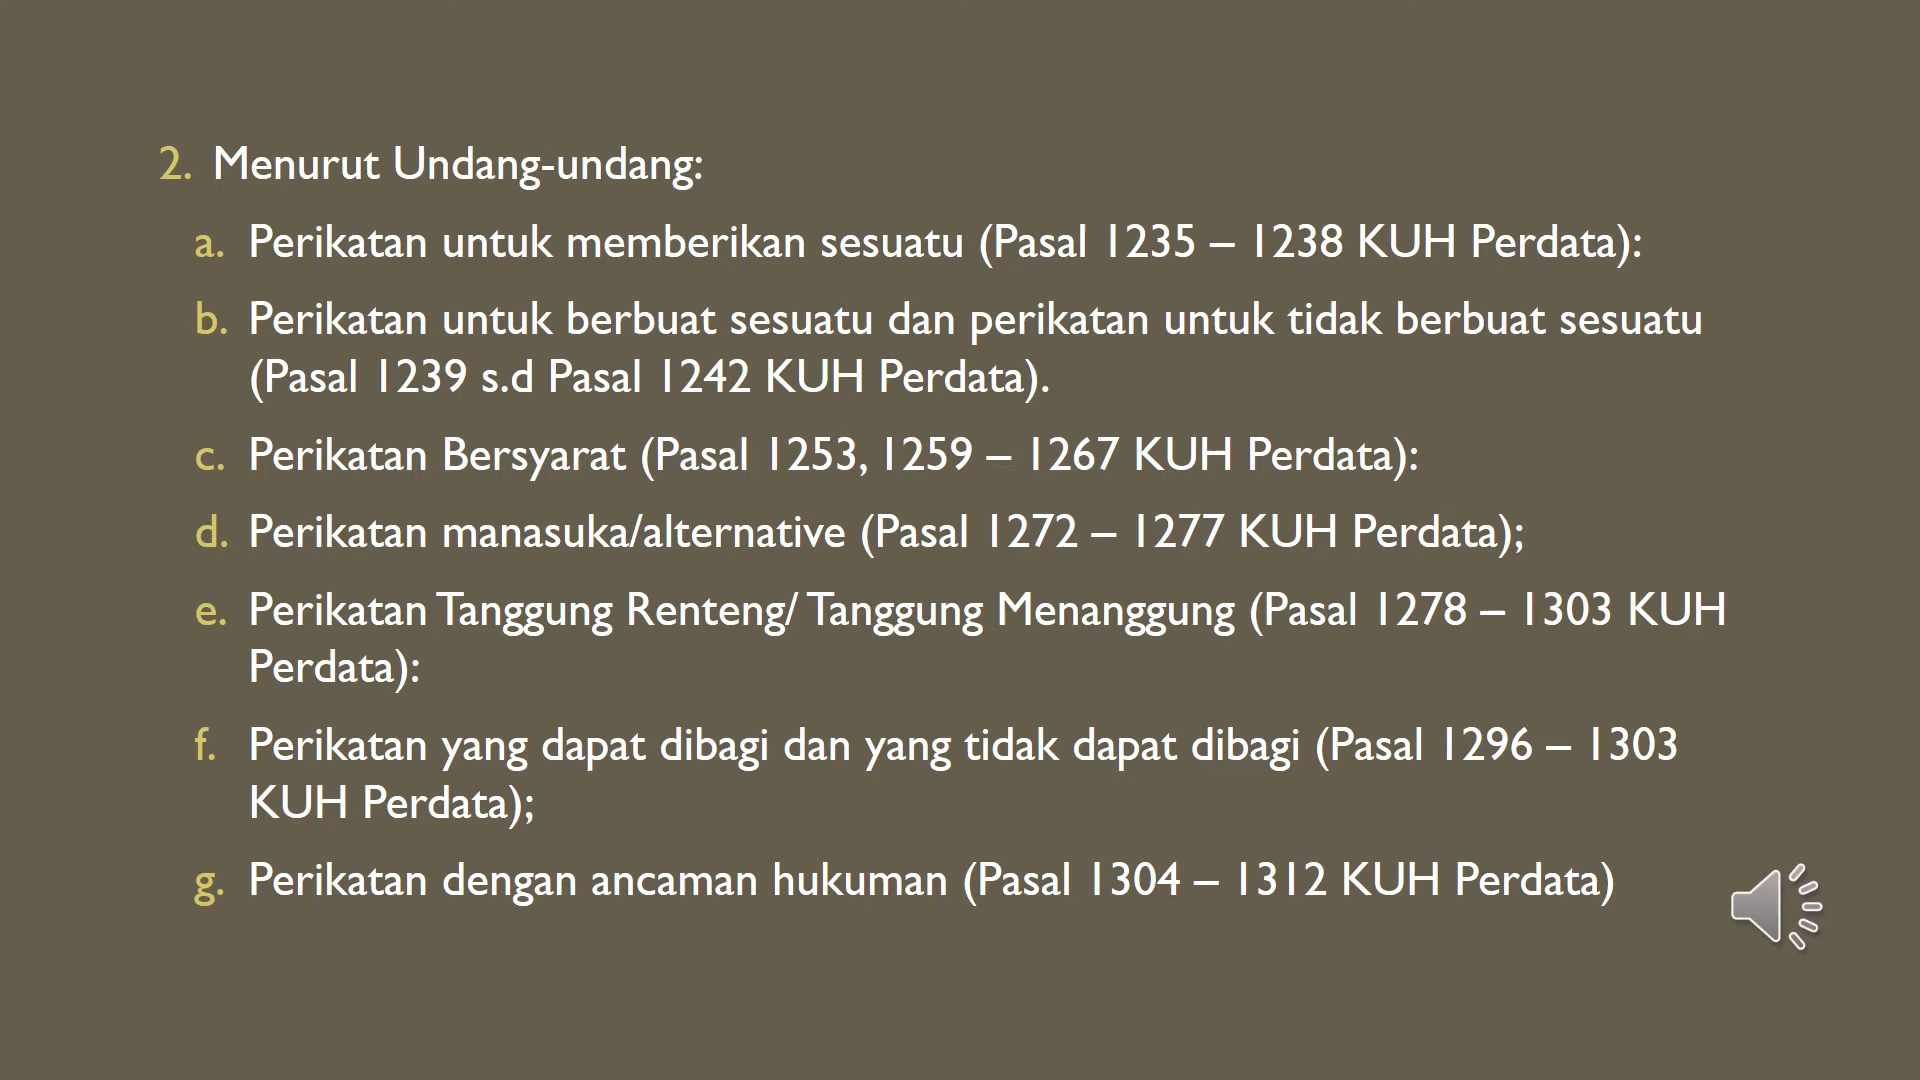 2. Menurut Undang-undang:
a. Perikatan untuk memberikan sesuatu (Pasal 1235 – 1238 KUH Perdata):
b. Perikatan untuk berbuat sesuatu dan perikatan untuk tidak berbuat sesuatu
(Pasal 1239 s.d Pasal 1242 KUH Perdata).
c. Perikatan Bersyarat (Pasal 1253, 1259 – 1267 KUH Perdata):
d. Perikatan manasuka/alternative (Pasal 1272 – 1277 KUH Perdata);
e. Perikatan Tanggung Renteng/ Tanggung Menanggung (Pasal 1278 – 1303 KUH
Perdata):
f. Perikatan yang dapat dibagi dan yang tidak dapat dibagi (Pasal 1296 – 1303
KUH Perdata);
g. Perikatan dengan ancaman hukuman (Pasal 1304 – 1312 KUH Perdata)